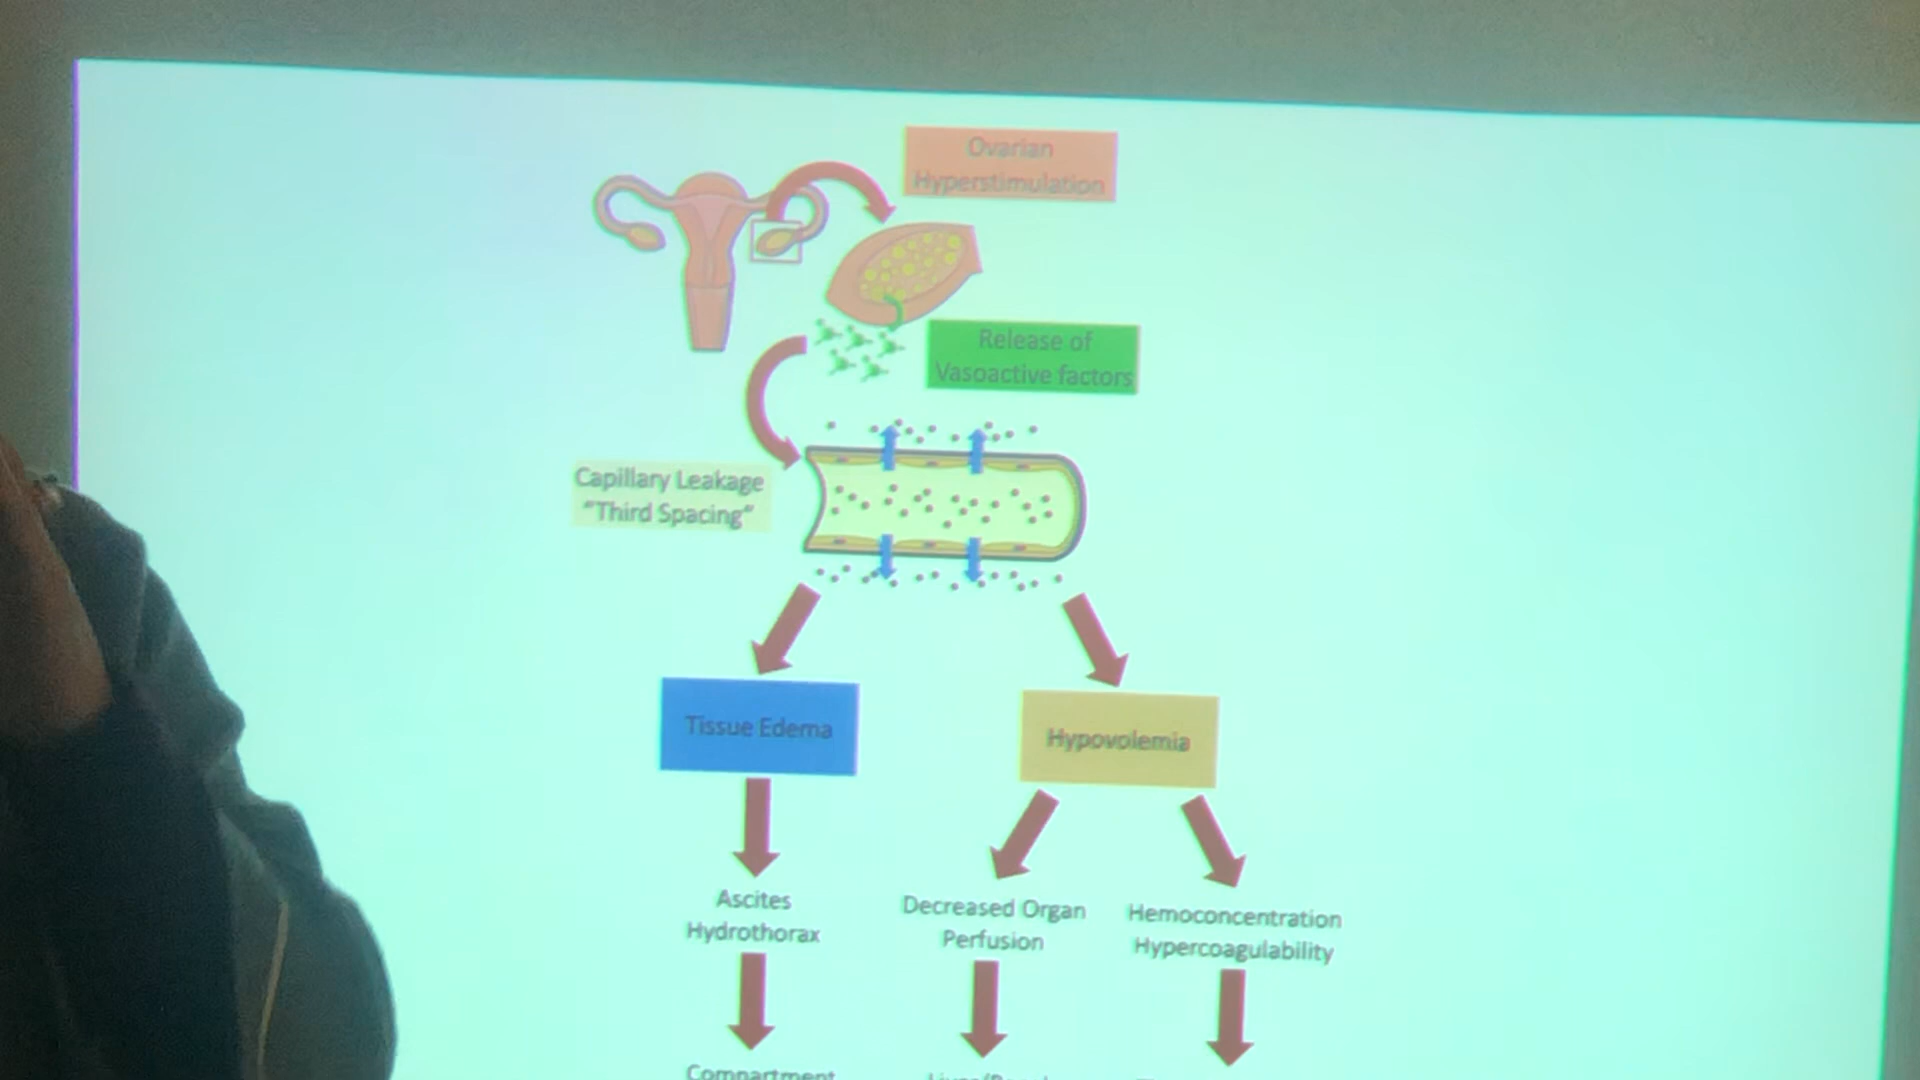 Ovarian
Hyperstimulation
Release of
Vasoactive factors
Capillary Leakage
"Third Spacing"
Tissue Edema
Hypovolemia
Ascites
Hydrothorax
Decreased Organ
Perfusion
Hemoconcentration
Hypercoagulability
Compartment